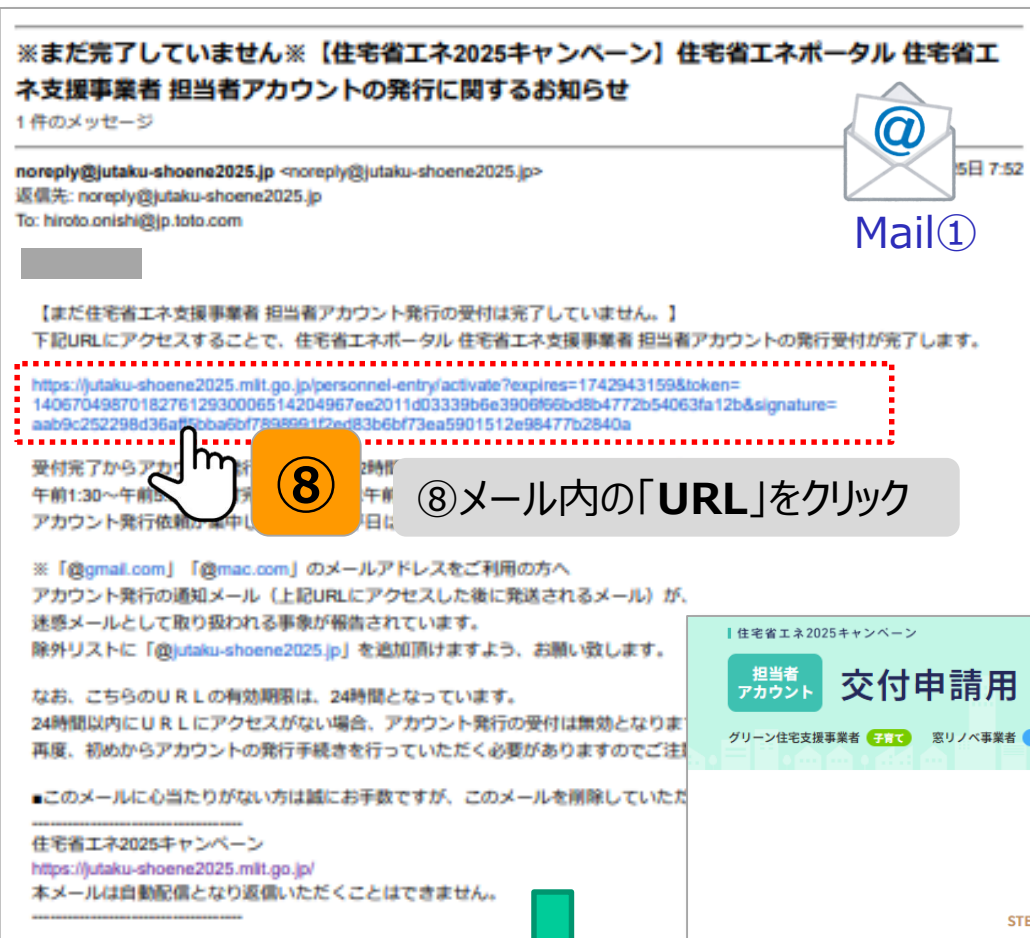 ※まだ完了していません※【住宅省エネ2025キャンペーン】住宅省エネポータル 住宅省エ
ネ支援事業者 担当者アカウントの発行に関するお知らせ
1 件のメッセージ
noreply@jutaku-shoene2025.jp <noreply@jutaku-shoene2025.jp>
5日 7:52
返信先: noreply@jutaku-shoene2025.jp
To: hiroto.onishi@jp.toto.com
@
Mail①
【まだ住宅省エネ支援事業者 担当者アカウント発行の受付は完了していません。】
下記URLにアクセスすることで、住宅省エネポータル 住宅省エネ支援事業者 担当者アカウントの発行受付が完了します。
https://jutaku-shoene2025.mlit.go.jp/personnel-entry/activate?expires=1742943159&token=
14067049870182761293000651420496​7ee2011d03339b6e3906f66bd8b4772b54063fa12b&signature=
受付完了からアカウ
午前1:30～午前
アカウント発行依頼が集中し
⑧
⑧メール内の「URL」をクリック
※「@gmail.com」「@mac.com」のメールアドレスをご利用の方へ
アカウント発行の通知メール（上記URLにアクセスした後に発送されるメール）が、
迷惑メールとして取り扱われる事象が報告されています。
除外リストに「@jutaku-shoene2025.jp」を追加頂けますよう、お願い致します。
なお、こちらのＵＲＬの有効期限は、24時間となっています。
24時間以内にＵＲＬにアクセスがない場合、アカウント発行の受付は無効となりま
再度、初めからアカウントの発行手続きを行っていただく必要がありますのでご注
■このメールに心当たりがない方は誠にお手数ですが、このメールを削除していただ
----------------------------------------
住宅省エネ2025キャンペーン
https://jutaku-shoene2025.mlit.go.jp/
本メールは自動配信となり返信いただくことはできません。
----------------------------------------
住宅省エネ2025キャンペーン
担当者
アカウント
交付申請用
グリーン住宅支援事業者 子育て 窓リノベ事業者
STE